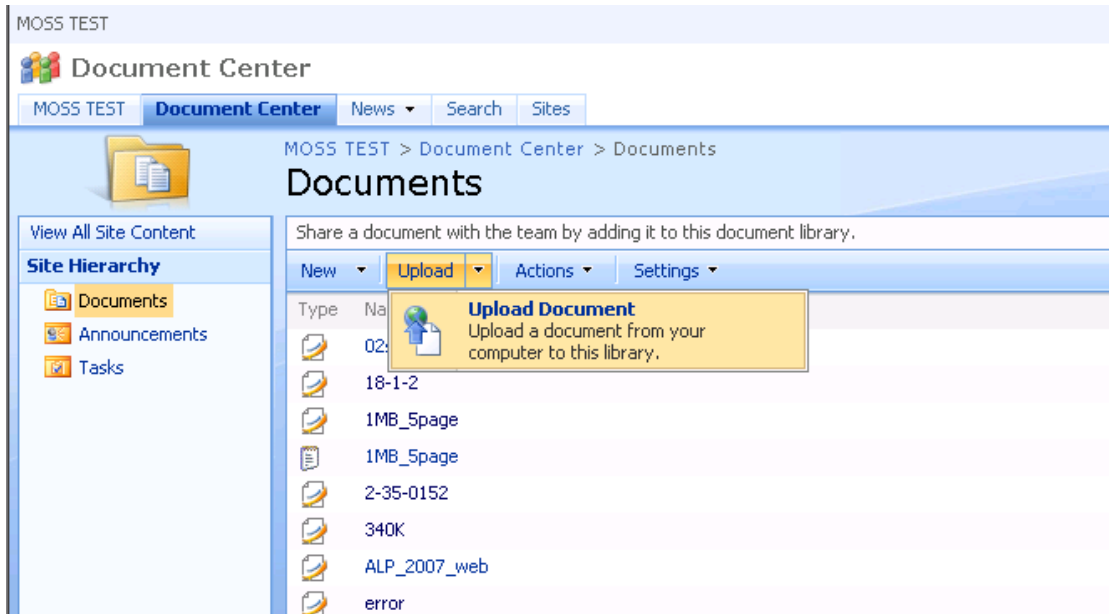 MOSS TEST
Document Center
MOSS TEST Document Center News Search Sites
MOSS TEST > Document Center > Documents
Documents
View All Site Content
Site Hierarchy
Documents
Announcements
Tasks
Share a document with the team by adding it to this document library.
New Upload Actions Settings
Type Na
Upload Document
Upload a document from your
computer to this library.
02
18-1-2
1MB_5page
1MB_5page
2-35-0152
340K
ALP_2007_web
error